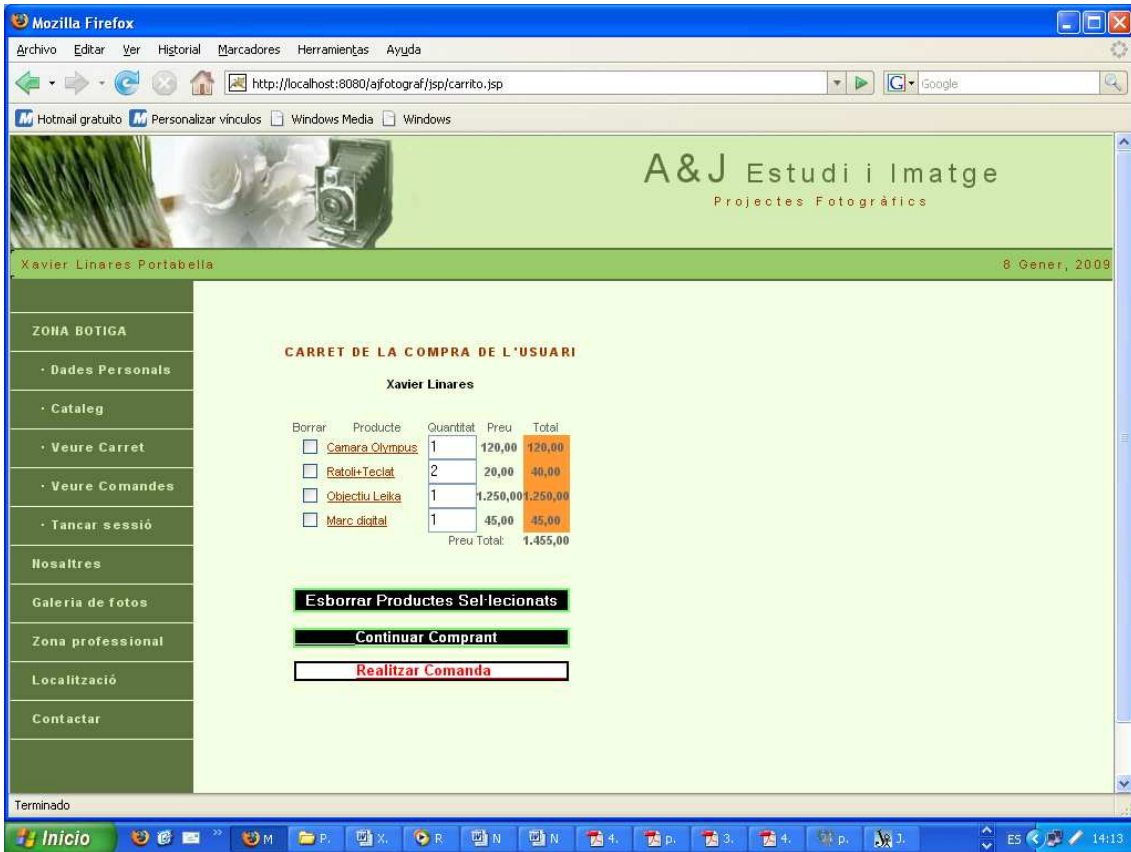 Mozilla Firefox
Archivo Editar Ver Historial Marcadores Herramientas Ayuda
http://localhost:8080/ajfotograf/jsp/carrito.jsp G Google
Hotmail gratuito Personalizar vínculos Windows Media Windows
A&J Estudi i Imatge
Projectes Fotogràfics
Xavier Linares Portabella 8 Gener, 2009
ZONA BOTIGA
· Dades Personals
· Cataleg
· Veure Carret
· Veure Comandes
· Tancar sessió
Nosaltres
Galeria de fotos
Zona professional
Localització
Contactar
CARRET DE LA COMPRA DE L'USUARI
Xavier Linares
Borrar Producte Quantitat Preu Total
Camara Olympus 1 120,00 120,00
Ratoli+Teclat 2 20,00 40,00
Objectiu Leika 1 1.250,00 1.250,00
Marc digital 1 45,00 45,00
Preu Total: 1.455,00
Esborrar Productes Sel·lecionats
Continuar Comprant
Realitzar Comanda
Terminado
Inicio » M P. X. R N N 4. p. 3. 4. p. J. ES 14:13